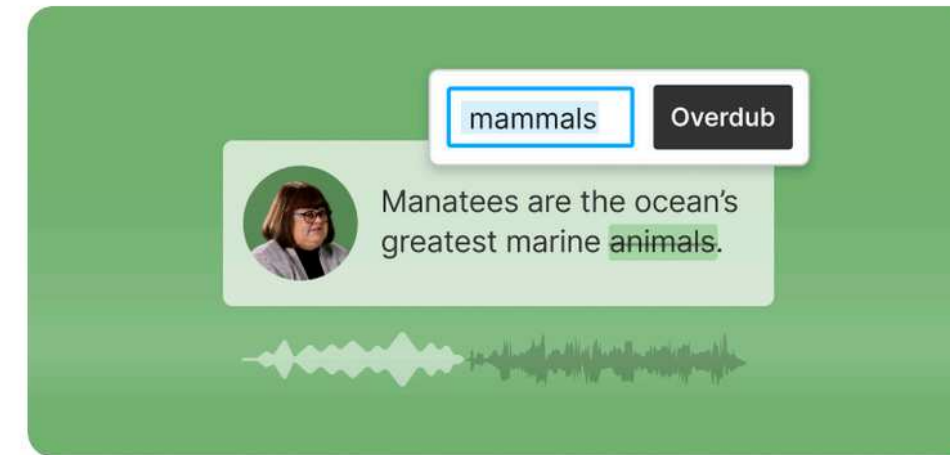 mammals Overdub
Manatees are the ocean’s
greatest marine animals.